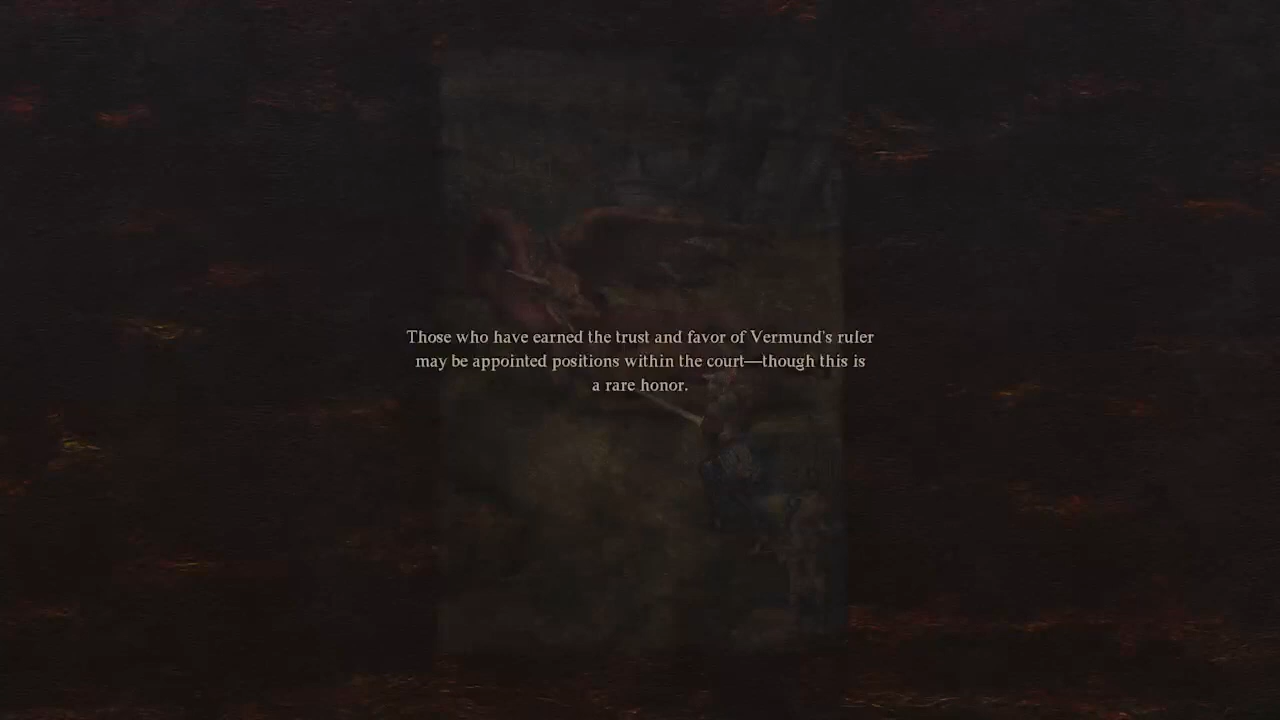 Those who have earned the trust and favor of Vermund's ruler
may be appointed positions within the court—though this is
a rare honor.